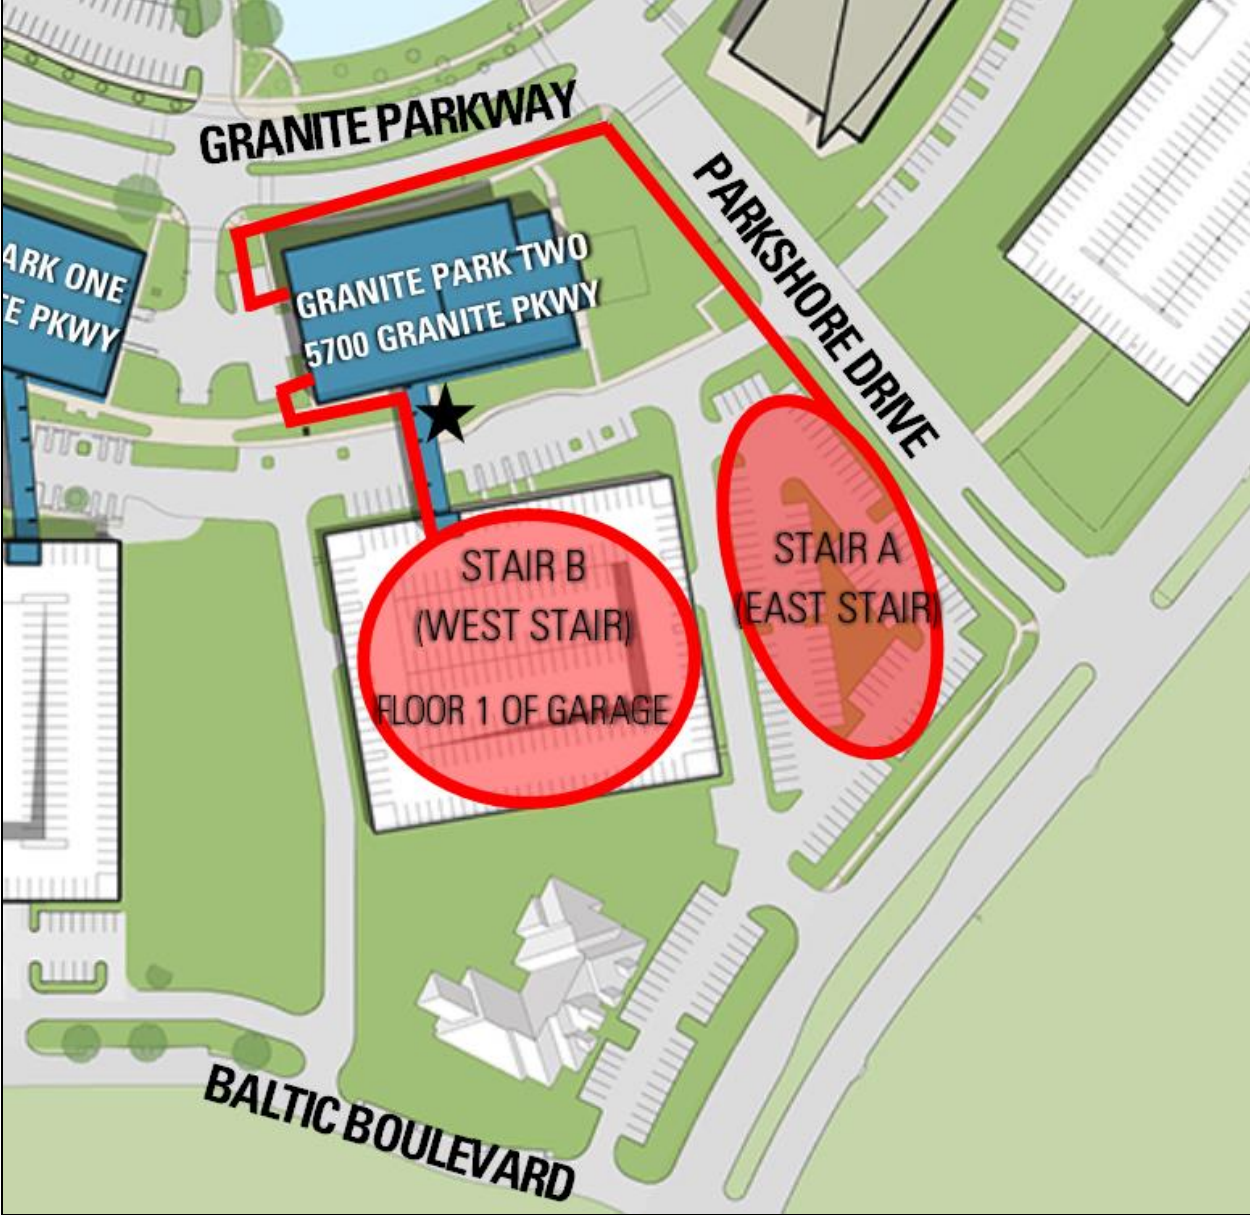 GRANITE PARKWAY
PARKSHORE DRIVE
ARK ONE
E PKWY
GRANITE PARK TWO
5700 GRANITE PKWY
STAIR B
(WEST STAIR)
FLOOR 1 OF GARAGE
STAIR A
(EAST STAIR)
BALTIC BOULEVARD